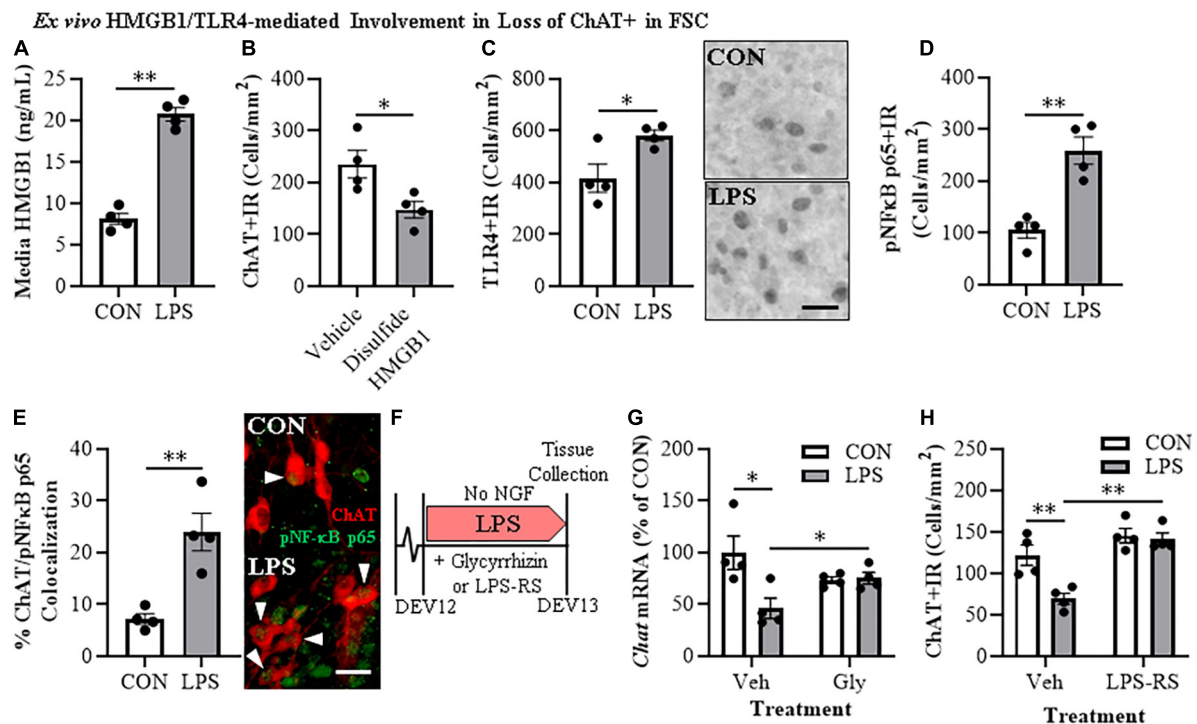 Ex vivo HMGB1/TLR4-mediated Involvement in Loss of ChAT+ in FSC
A
Media HMGB1 (ng/mL)
25
20
15
10
5
0
**
CON LPS
B
ChAT+IR (Cells/mm²)
400
300
200
100
0
*
Vehicle
Disulfide
HMGB1
C
TLR4+IR (Cells/mm²)
800
600
400
200
0
*
CON LPS
CON
LPS
D
pNFκB p65+IR
(Cells/mm²)
400
300
200
100
0
**
CON LPS
E
% ChAT/pNFκB p65
Colocalization
40
30
20
10
0
**
CON LPS
CON
ChAT
pNF-κB p65
LPS
F
Tissue
Collection
No NGF
LPS
+ Glycyrrhizin
or LPS-RS
DEV12
DEV13
G
Chat mRNA (% of CON)
200
150
100
50
0
CON
LPS
*
*
Veh Gly
Treatment
H
ChAT+IR (Cells/mm²)
250
200
150
100
50
0
CON
LPS
**
**
Veh LPS-RS
Treatment